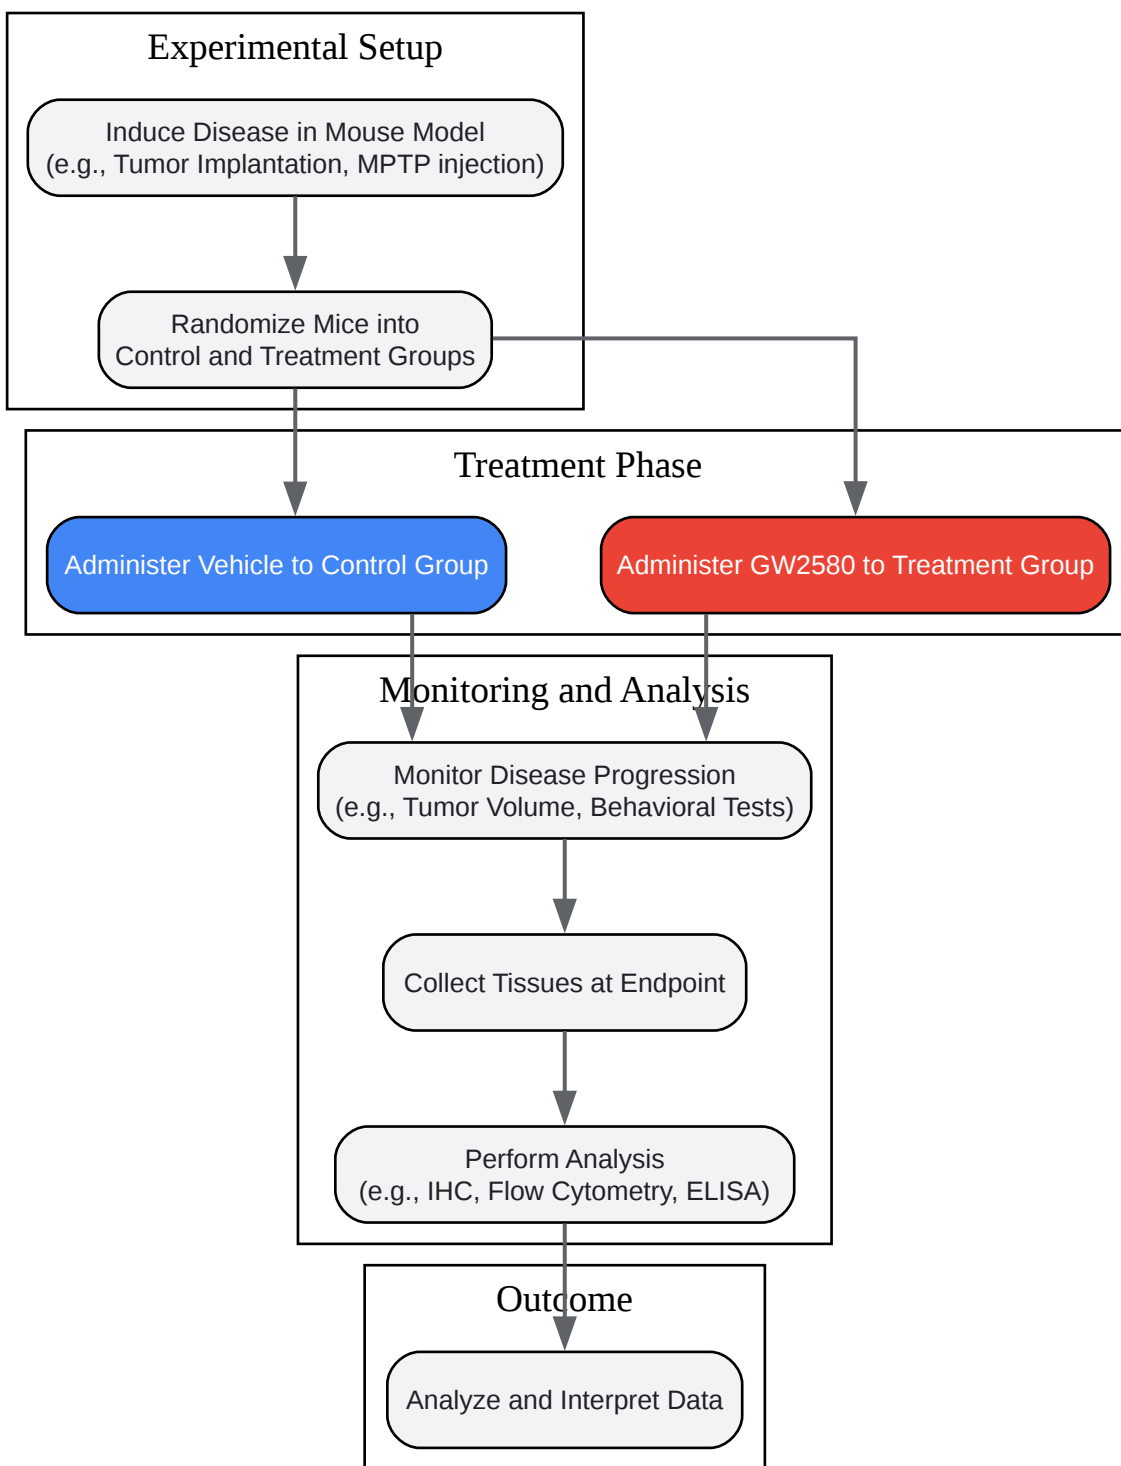 Experimental Setup
Induce Disease in Mouse Model
(e.g., Tumor Implantation, MPTP injection)
Randomize Mice into
Control and Treatment Groups
Treatment Phase
Administer Vehicle to Control Group
Administer GW2580 to Treatment Group
Monitoring and Analysis
Monitor Disease Progression
(e.g., Tumor Volume, Behavioral Tests)
Collect Tissues at Endpoint
Perform Analysis
(e.g., IHC, Flow Cytometry, ELISA)
Outcome
Analyze and Interpret Data